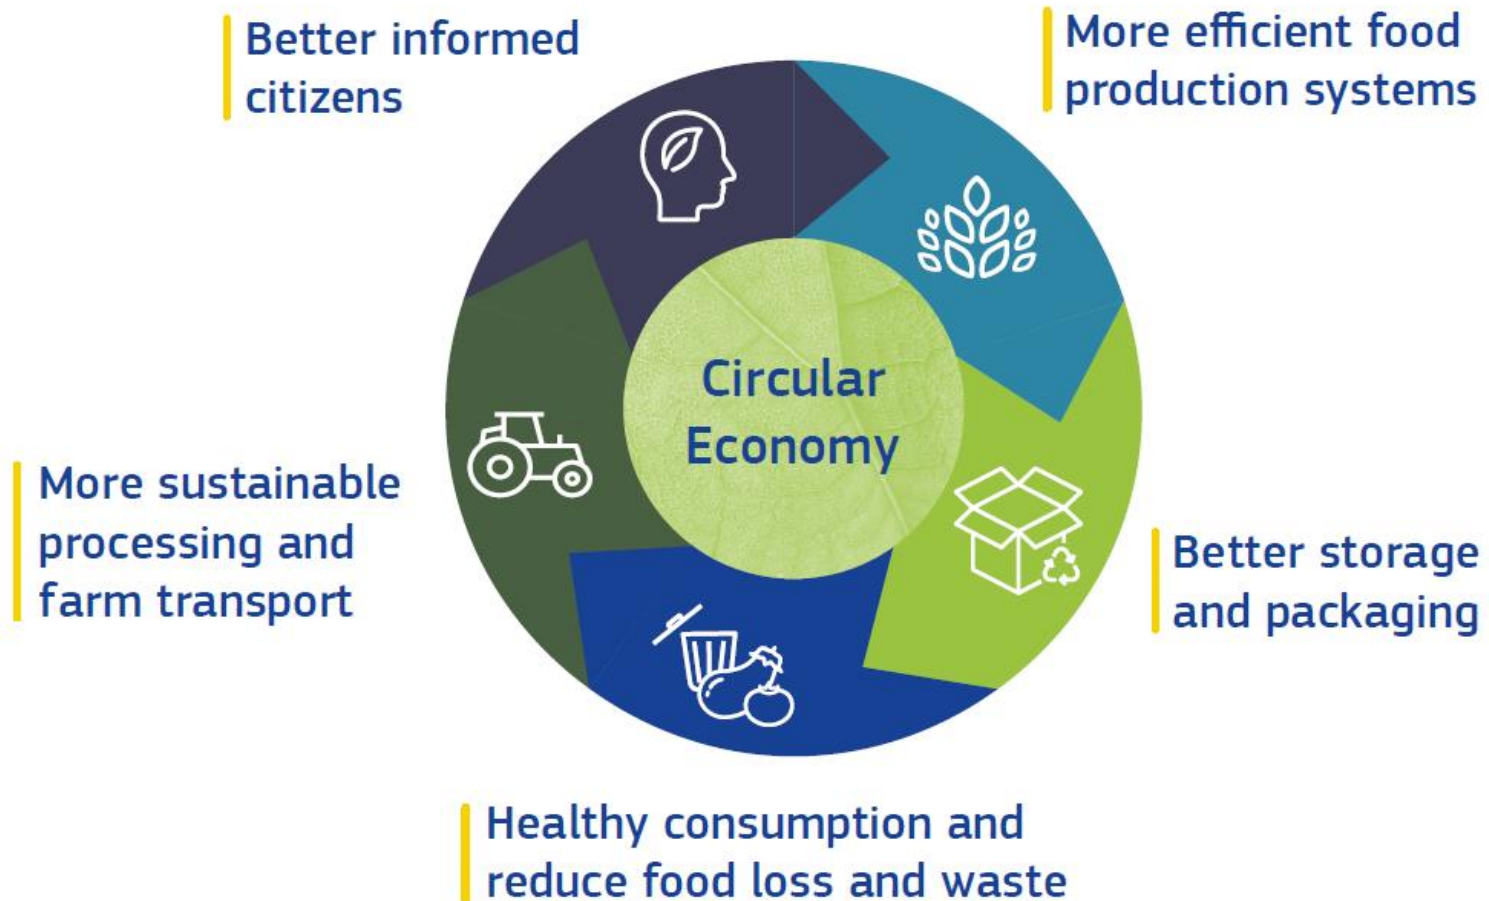 Better informed
citizens
More efficient food
production systems
Circular
Economy
More sustainable
processing and
farm transport
Better storage
and packaging
Healthy consumption and
reduce food loss and waste